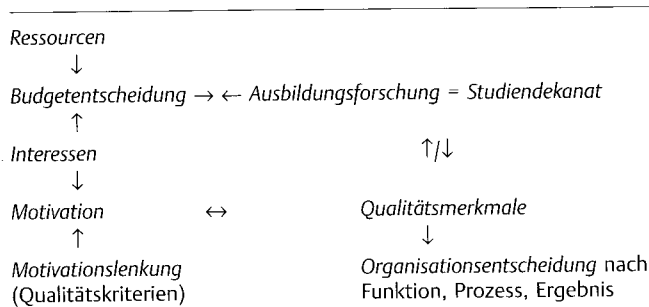 Ressourcen
↓
Budgetentscheidung → ← Ausbildungsforschung = Studiendekanat
↑
Interessen ↑/↓
↓
Motivation ↔ Qualitätsmerkmale
↑ ↓
Motivationslenkung Organisationsentscheidung nach
(Qualitätskriterien) Funktion, Prozess, Ergebnis